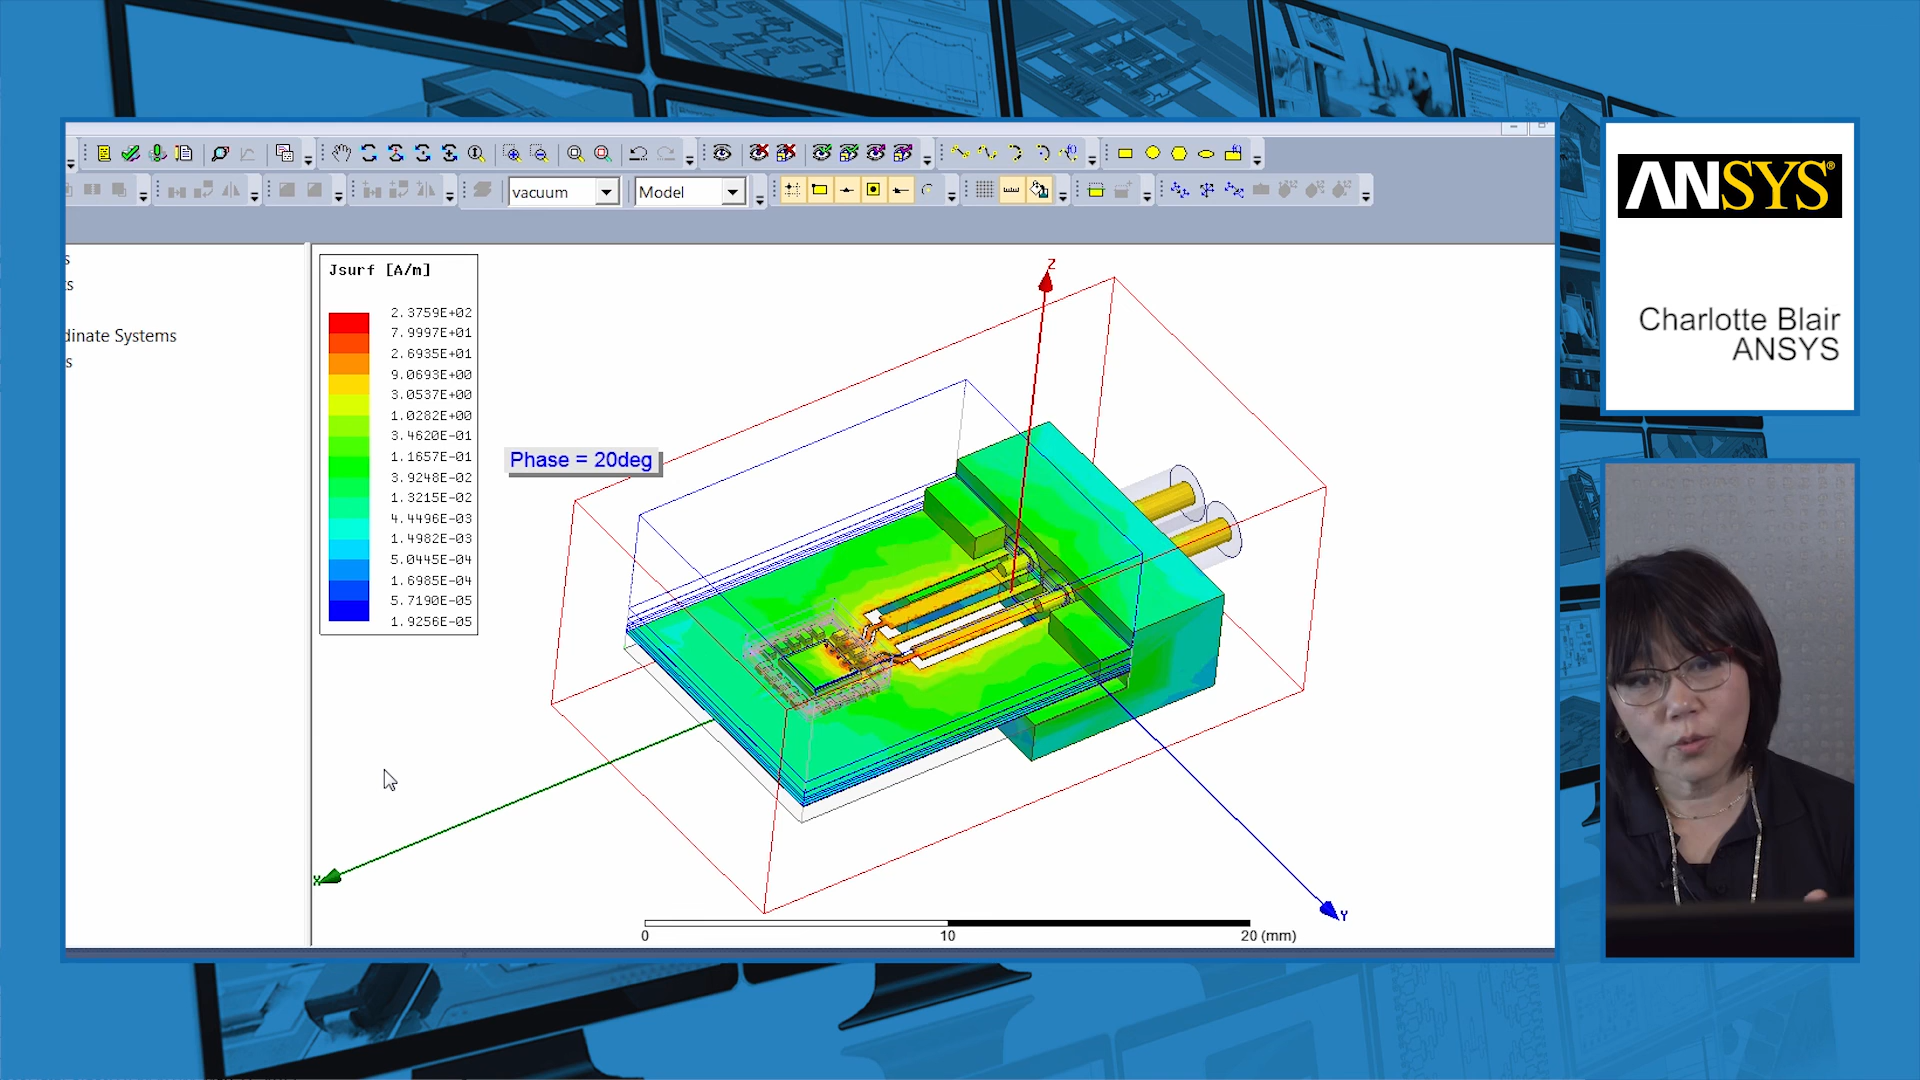 vacuum
Model
s
ts
dinate Systems
s
Jsurf [A/m]
2.3759E+02
7.9997E+01
2.6935E+01
9.0693E+00
3.0537E+00
1.0282E+00
3.4620E-01
1.1657E-01
3.9248E-02
1.3215E-02
4.4496E-03
1.4982E-03
5.0445E-04
1.6985E-04
5.7190E-05
1.9256E-05
Phase = 20deg
Z
X
Y
0
10
20 (mm)
ANSYS®
Charlotte Blair
ANSYS